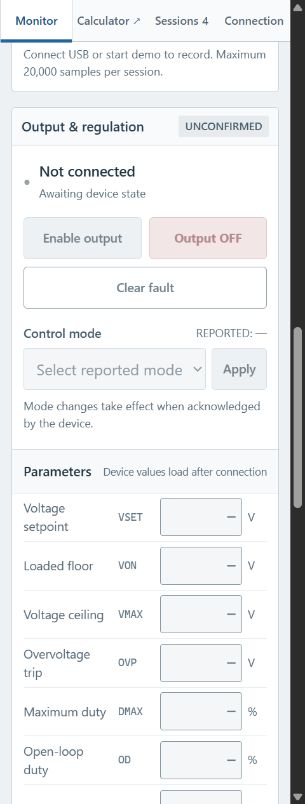 Monitor
Calculator ↗
Sessions 4
Connection
Connect USB or start demo to record. Maximum
20,000 samples per session.
Output & regulation
UNCONFIRMED
Not connected
Awaiting device state
Enable output
Output OFF
Clear fault
Control mode
REPORTED: —
Select reported mode
Apply
Mode changes take effect when acknowledged
by the device.
Parameters
Device values load after connection
Voltage
setpoint
VSET
—
V
Loaded floor
VON
—
V
Voltage ceiling
VMAX
—
V
Overvoltage
trip
OVP
—
V
Maximum duty
DMAX
—
%
Open-loop
duty
OD
—
%